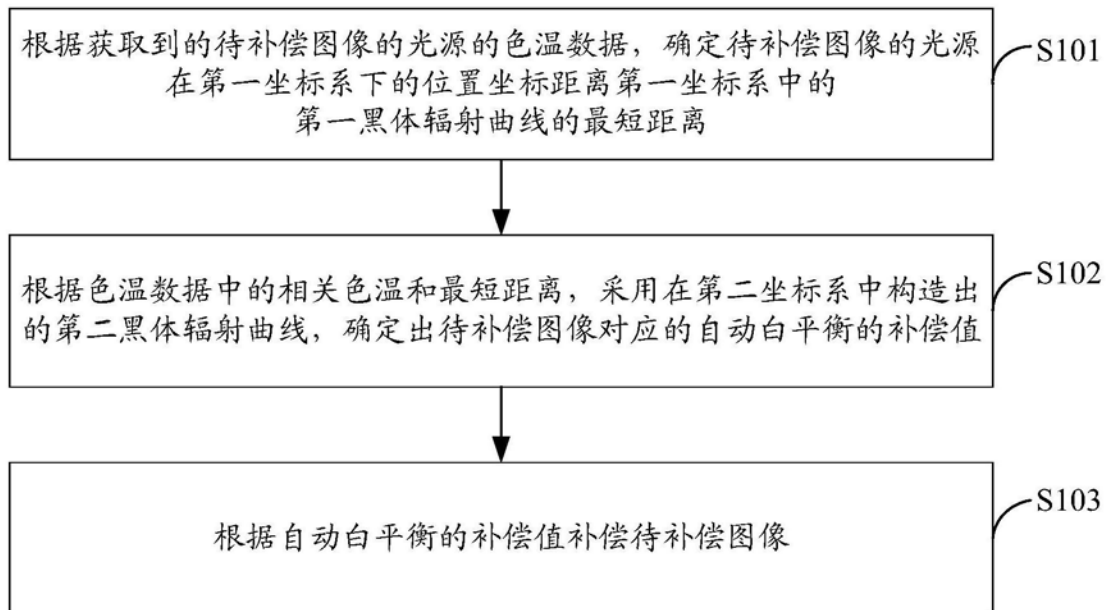 根据获取到的待补偿图像的光源的色温数据，确定待补偿图像的光源
在第一坐标系下的位置坐标距离第一坐标系中的
第一黑体辐射曲线的最短距离
S101
根据色温数据中的相关色温和最短距离，采用在第二坐标系中构造出
的第二黑体辐射曲线，确定出待补偿图像对应的自动白平衡的补偿值
S102
根据自动白平衡的补偿值补偿待补偿图像
S103